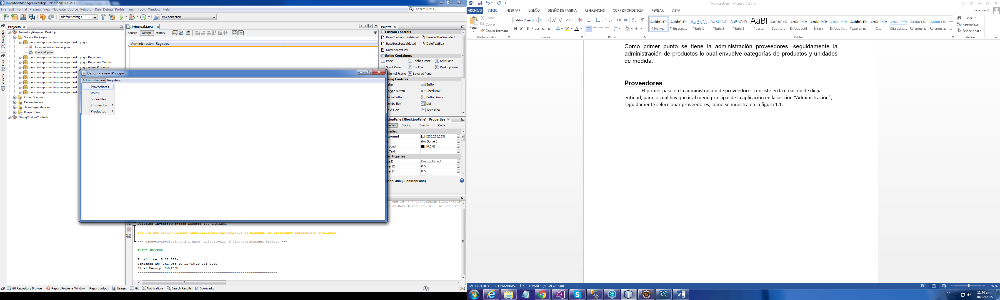 InventoryManager.Desktop - NetBeans IDE 8.0.2
File Edit Format Preview View Navigate Source Refactor Run Debug Profile Team Tools Window Help
Search (Ctrl+I)
<default config>
MSConnection
Projects
InventoryManager.Desktop
Source Packages
pericoscorp.inventorymanager.desktop.gui
InternalCenterFrame.java
Principal.java
pericoscorp.inventorymanager.desktop.gui.Registers
pericoscorp.inventorymanager.desktop.gui.Registers.Clients
pericoscorp.inventorymanager.desktop.gui.admin.Products
pericoscorp.inventorymanager.deskt
pericoscorp.inventorymanager.deskt
pericoscorp.inventorymanager.deskt
pericoscorp.inventorymanager.deskt
pericoscorp.inventorymanager.deskt
Other Sources
Dependencies
Java Dependencies
Project Files
SwingCustomControlls
Navigator
Files
Services
Principal.java
Source Design History
Administración Registros
Design Preview [Principal]
Administración Registros
Proveedores
Roles
Sucursales
Empleados
Productos
Palette
Custom Controls
BaseComboBoxValidated BaseListBoxValidated
BaseTextBoxValidated DateTextBox
NumericTextBox
Swing Containers
Panel Tabbed Pane Split Pane
Scroll Pane Tool Bar Desktop Pane
nternal Frame Layered Pane
wing Controls
abel Button
oggle Button Check Box
adio Button Button Group
ombo Box List
ext Field Text Area
ktopPane [JDesktopPane] - Properties
perties Binding Events Code
perties
ground [255,255,255]
er (No Border)
ground [0,0,0]
oText
er Properties
assID DesktopPaneUI
mentX 0.5
mentY 0.5
ktopPane [JDesktopPane]
cmd /c "\"\"C:\\Program Files\\NetB
le on Save turned on) will be used ins
Building InventoryManager.Desktop 1.0-SNAPSHOT
------------------------------------------------------------------------
The POM for unknown.binary:AbsoluteLayout:jar:SNAPSHOT is missing, no dependency information available
--- exec-maven-plugin:1.2.1:exec (default-cli) @ InventoryManager.Desktop ---
------------------------------------------------------------------------
BUILD SUCCESS
------------------------------------------------------------------------
Total time: 5:35.753s
Finished at: Thu Dec 10 11:43:28 CST 2015
Final Memory: 5M/155M
------------------------------------------------------------------------
Git Repository Browser Report Problems Window iReport output Usages Git Notifications Search Results Bookmarks
INS
ManualUsers - Microsoft Word
Iniciar sesión
ARCHIVO INICIO INSERTAR DISEÑO DISEÑO DE PÁGINA REFERENCIAS CORRESPONDENCIA REVISAR VISTA
Pegar
Cortar
Copiar
Copiar formato
Portapapeles
Calibri (Cuerpo 11
N K S abc x₂ x²
Fuente
Párrafo
¶ Normal ¶ Sin espa... Título 1 Título 2 Título 3 Puesto Subtítulo Énfasis sutil Énfasis Énfasis int... Texto en n... Cita Cita desta... Referencia... Referencia...
Estilos
Buscar
Reemplazar
Seleccionar
Edición
Como primer punto se tiene la administración proveedores, seguidamente la
administración de productos lo cual envuelve categorías de productos y unidades
de medida.
Proveedores
El primer paso en la administración de proveedores consiste en la creación de dicha
entidad, para lo cual hay que ir al menú principal de la aplicación en la sección “Administración”,
seguidamente seleccionar proveedores, como se muestra en la figura 1.1.
PÁGINA 3 DE 3 111 PALABRAS ESPAÑOL (EL SALVADOR)
130 %
ES
11:44 a.m.
10/12/2015